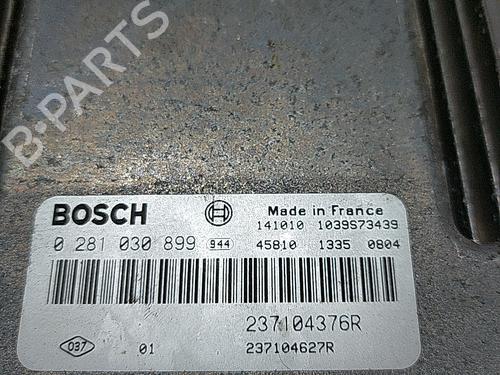 B-PARTS
BOSCH
Made in France
141010 1039S73439
0 281 030 899 944
45810 1335 0804
237104376R
037 01
237104627R